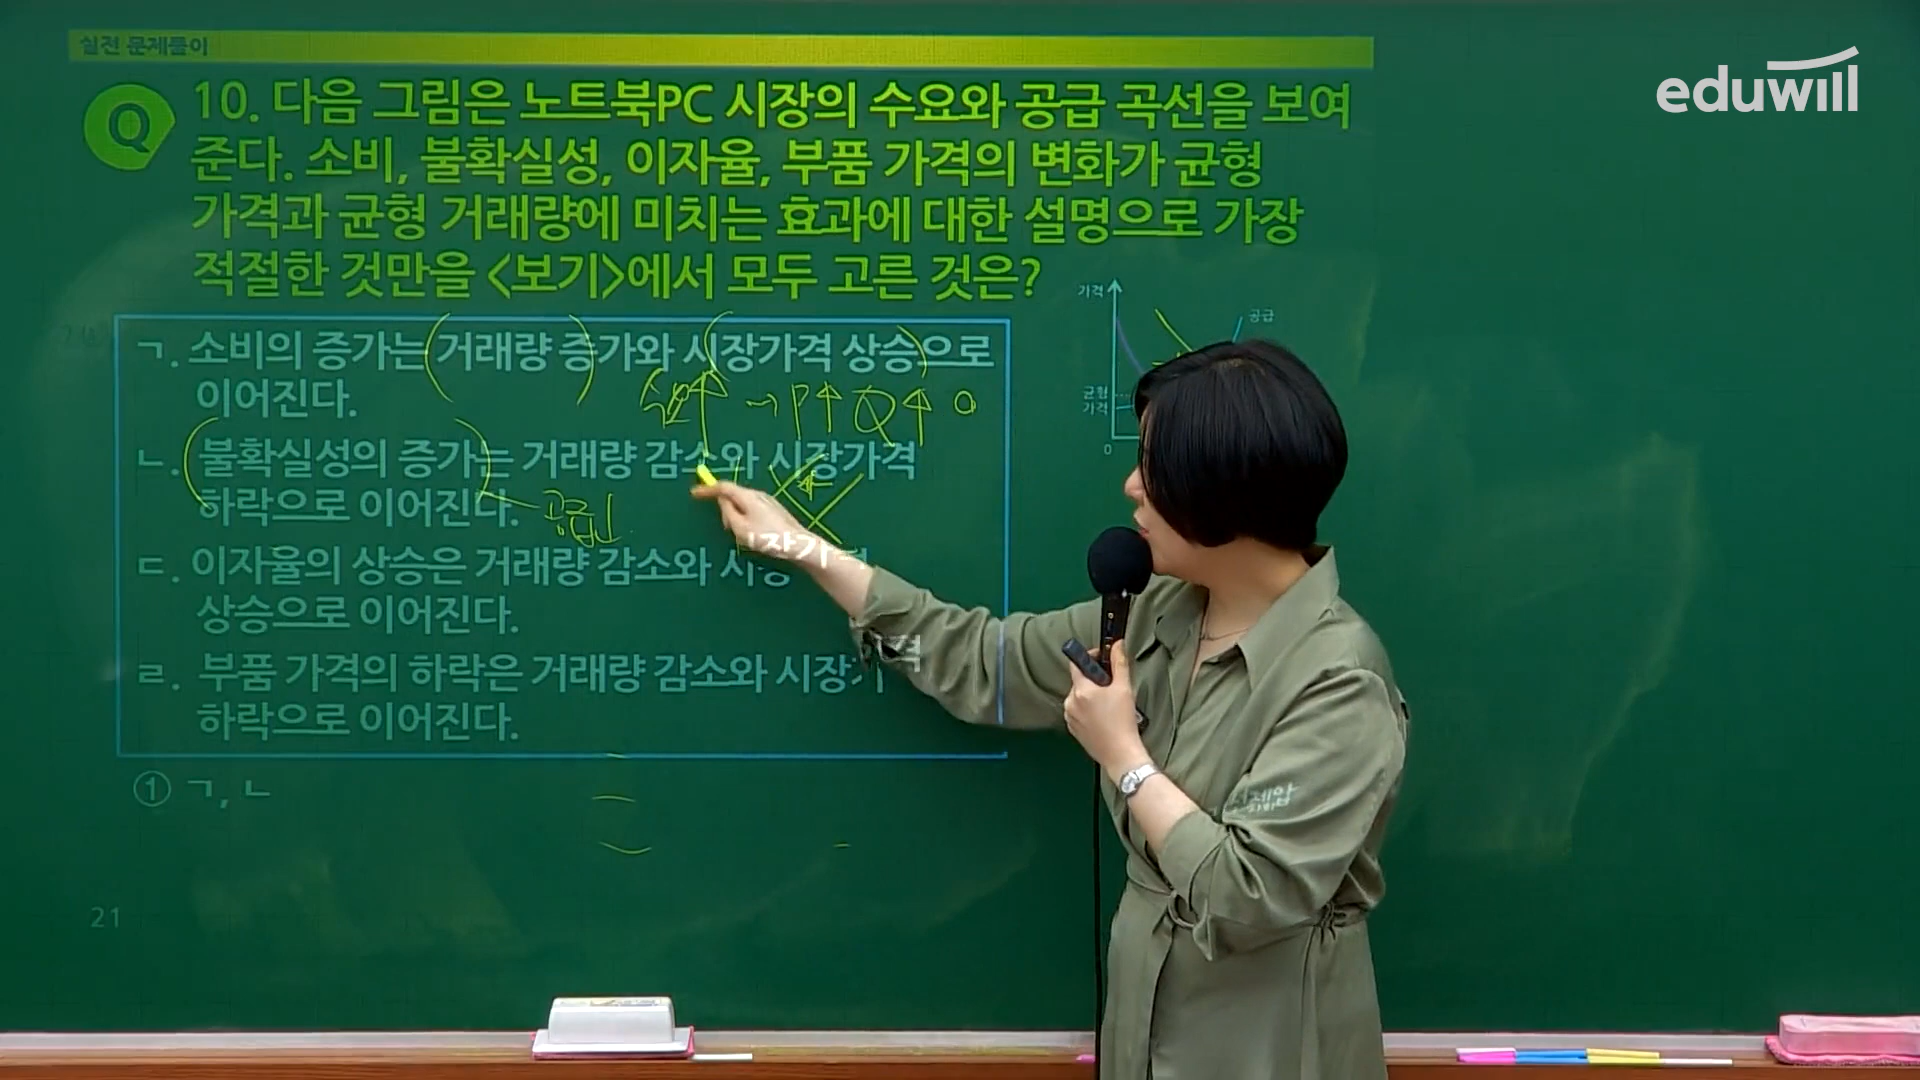 실전 문제풀이
eduwill
Q
10. 다음 그림은 노트북PC 시장의 수요와 공급 곡선을 보여
준다. 소비, 불확실성, 이자율, 부품 가격의 변화가 균형
가격과 균형 거래량에 미치는 효과에 대한 설명으로 가장
적절한 것만을 <보기>에서 모두 고른 것은?
ㄱ. 소비의 증가는 거래량 증가와 시장가격 상승으로
이어진다.
P↑ Q↑ O
ㄴ. 불확실성의 증가는 거래량 감소와 시장가격
하락으로 이어진다.
공급↓
ㄷ. 이자율의 상승은 거래량 감소와 시장
상승으로 이어진다.
ㄹ. 부품 가격의 하락은 거래량 감소와 시장가
하락으로 이어진다.
① ㄱ, ㄴ
가격
공급
균형
가격
0
21